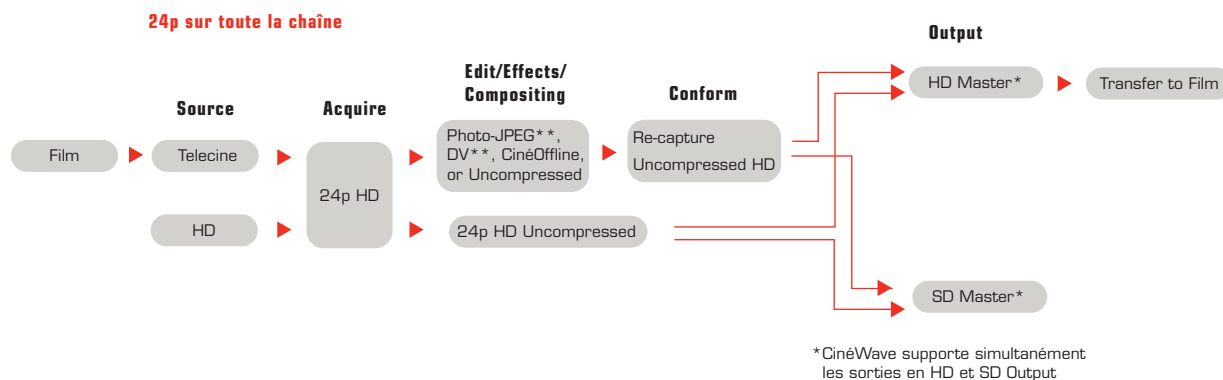 24p sur toute la chaîne
Output
Edit/Effects/
Compositing
Source
Acquire
Conform
HD Master*
Transfer to Film
Film
Telecine
24p HD
Photo-JPEG**,
DV**, CinéOffline,
or Uncompressed
Re-capture
Uncompressed HD
HD
24p HD Uncompressed
SD Master*
*CinéWave supporte simultanément
les sorties en HD et SD Output